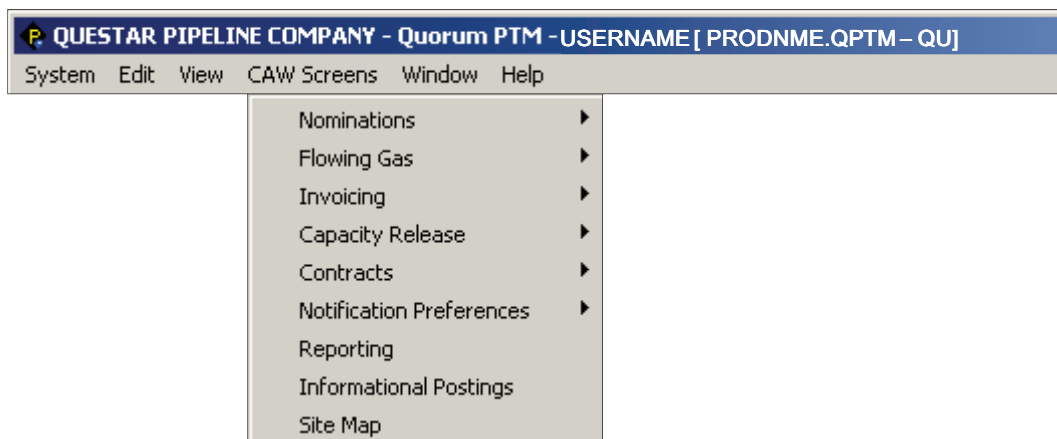 QUESTAR PIPELINE COMPANY - Quorum PTM - USERNAME [ PRODNME.QPTM – QU]
System Edit View CAW Screens Window Help
Nominations
Flowing Gas
Invoicing
Capacity Release
Contracts
Notification Preferences
Reporting
Informational Postings
Site Map